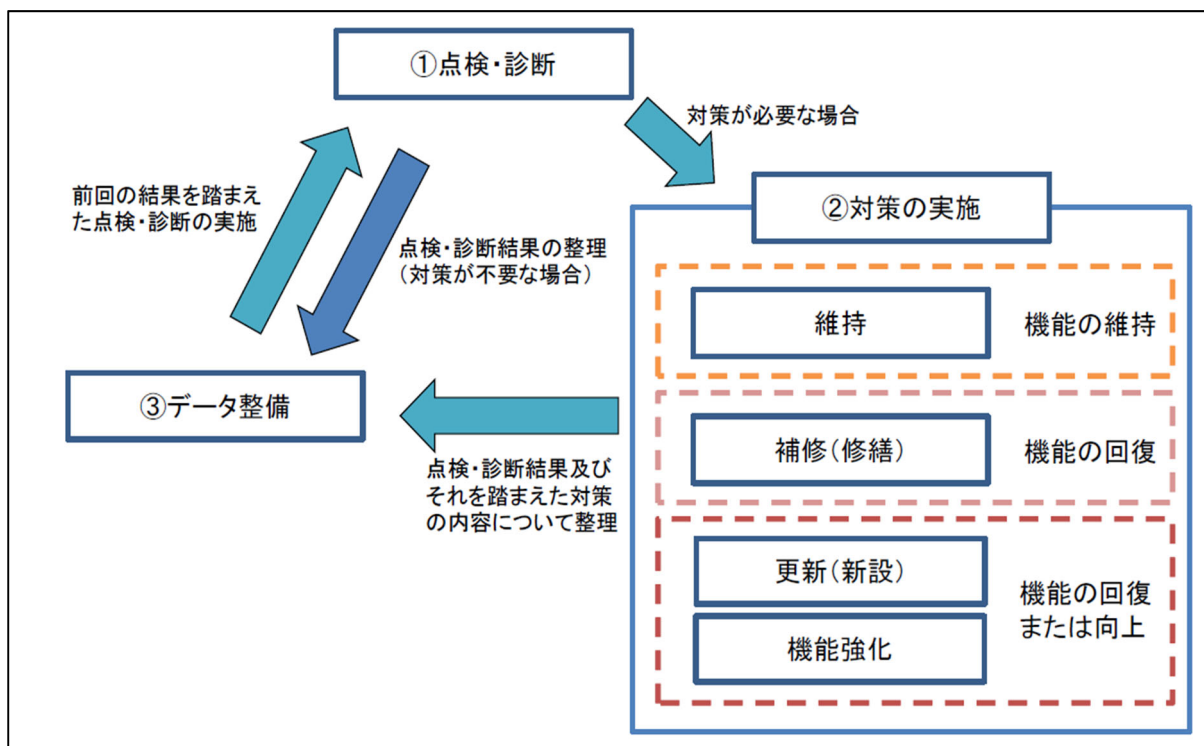 ①点検・診断
対策が必要な場合
前回の結果を踏まえ
た点検・診断の実施
点検・診断結果の整理
（対策が不要な場合）
②対策の実施
維持
機能の維持
③データ整備
補修（修繕）
機能の回復
点検・診断結果及び
それを踏まえた対策
の内容について整理
更新（新設）
機能強化
機能の回復
または向上